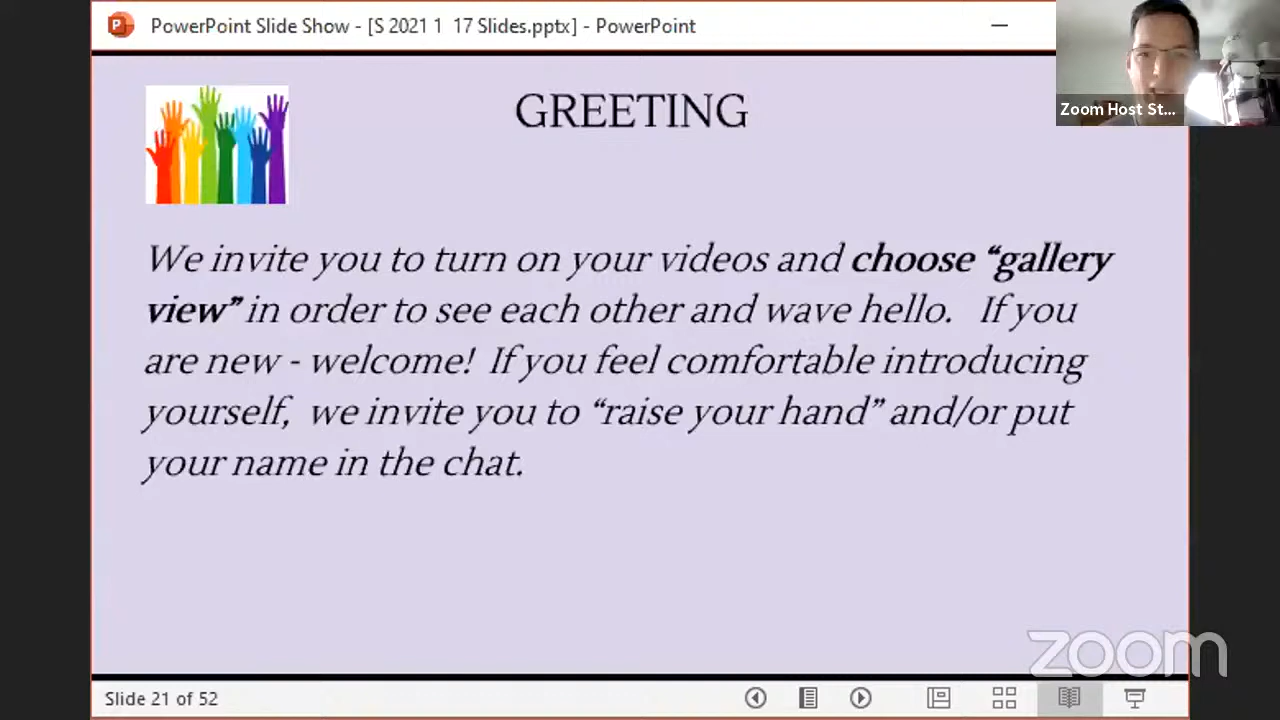 PowerPoint Slide Show - [S 2021 1 17 Slides.pptx] - PowerPoint
Zoom Host St...
GREETING
We invite you to turn on your videos and choose “gallery
view” in order to see each other and wave hello. If you
are new - welcome! If you feel comfortable introducing
yourself, we invite you to “raise your hand” and/or put
your name in the chat.
zoom
Slide 21 of 52